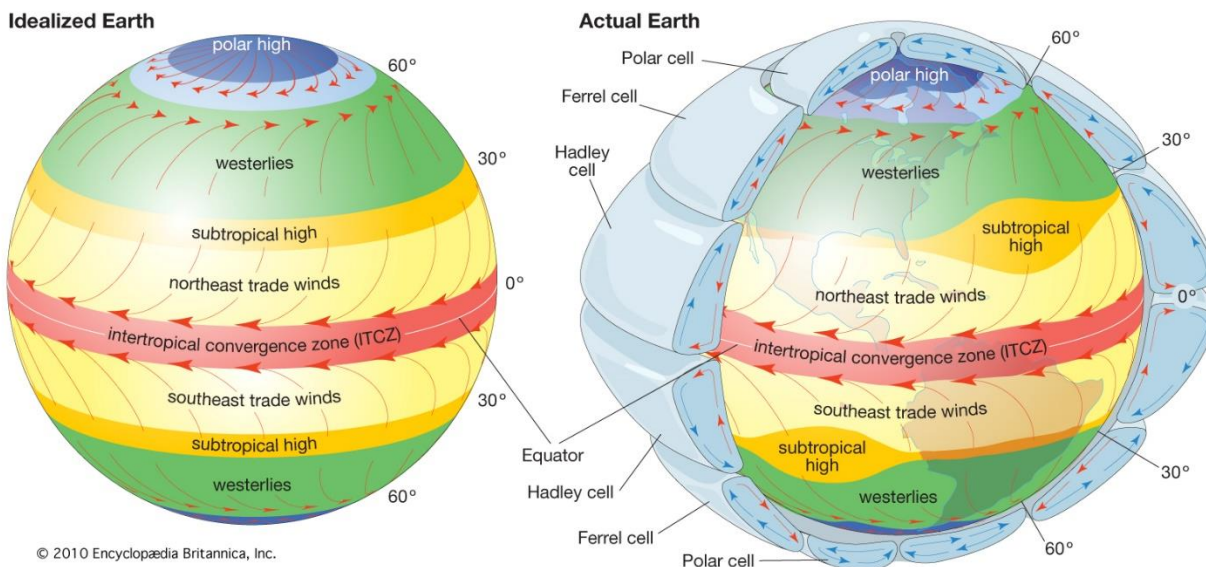 Idealized Earth
polar high
60°
westerlies
30°
subtropical high
northeast trade winds
0°
intertropical convergence zone (ITCZ)
southeast trade winds
30°
subtropical high
westerlies
60°
Equator
© 2010 Encyclopædia Britannica, Inc.
Actual Earth
60°
Polar cell
polar high
Ferrel cell
30°
Hadley
cell
westerlies
subtropical
high
northeast trade winds
0°
intertropical convergence zone (ITCZ)
southeast trade winds
subtropical
high
30°
Hadley cell
westerlies
Ferrel cell
60°
Polar cell